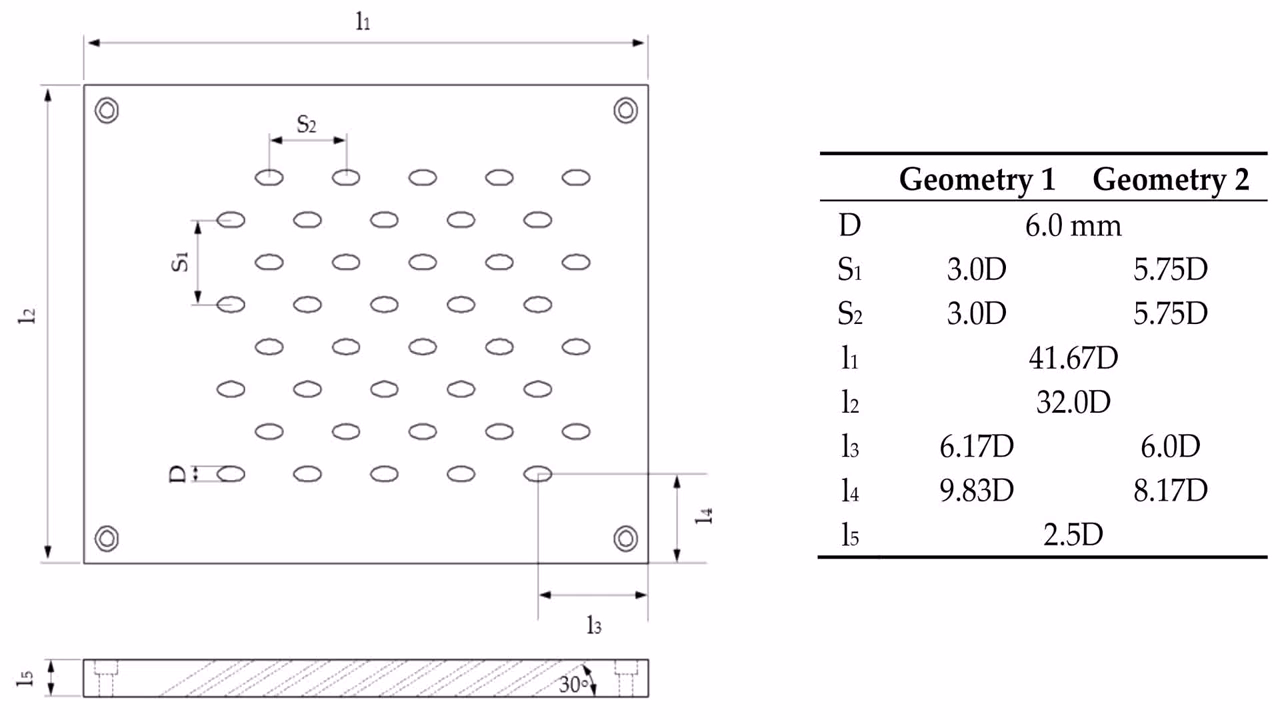 l1
S2
S1
l2
D
l4
l3
l5
30°
Geometry 1 Geometry 2
D 6.0 mm
S1 3.0D 5.75D
S2 3.0D 5.75D
l1 41.67D
l2 32.0D
l3 6.17D 6.0D
l4 9.83D 8.17D
l5 2.5D